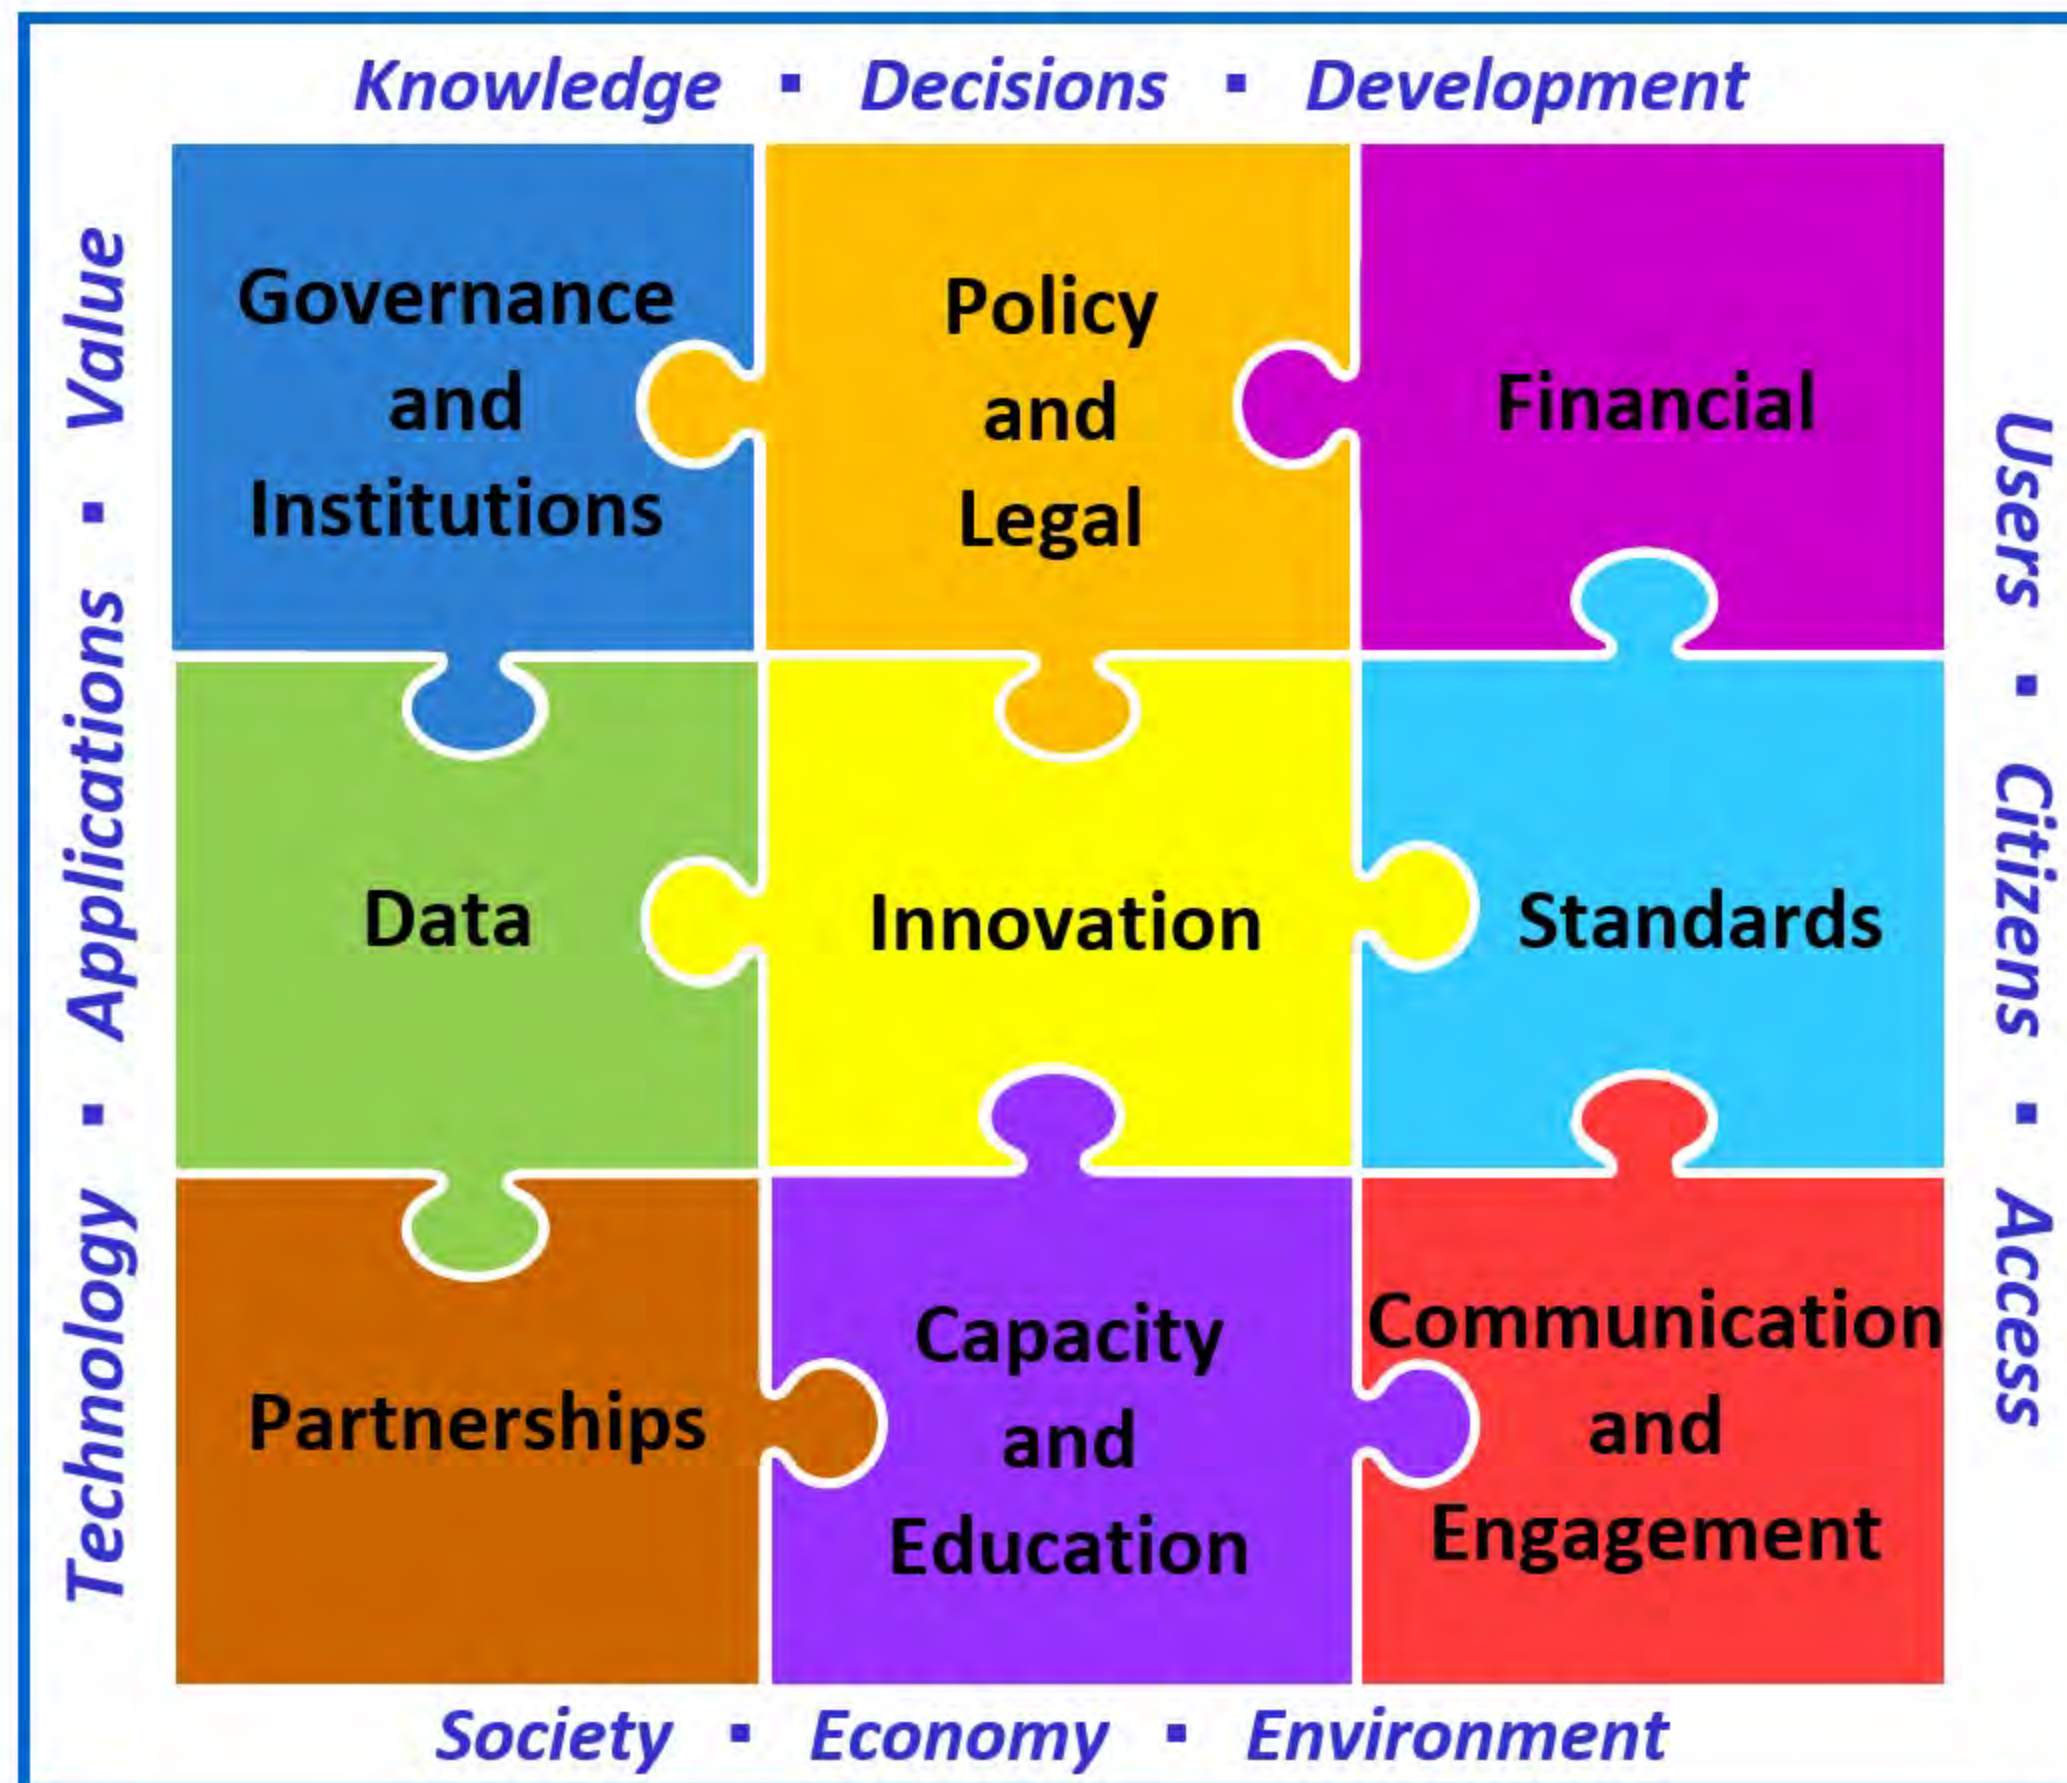 Knowledge ▪ Decisions ▪ Development
Technology ▪ Applications ▪ Value
Governance
and
Institutions
Policy
and
Legal
Financial
Data
Innovation
Standards
Partnerships
Capacity
and
Education
Communication
and
Engagement
Users ▪ Citizens ▪ Access
Society ▪ Economy ▪ Environment